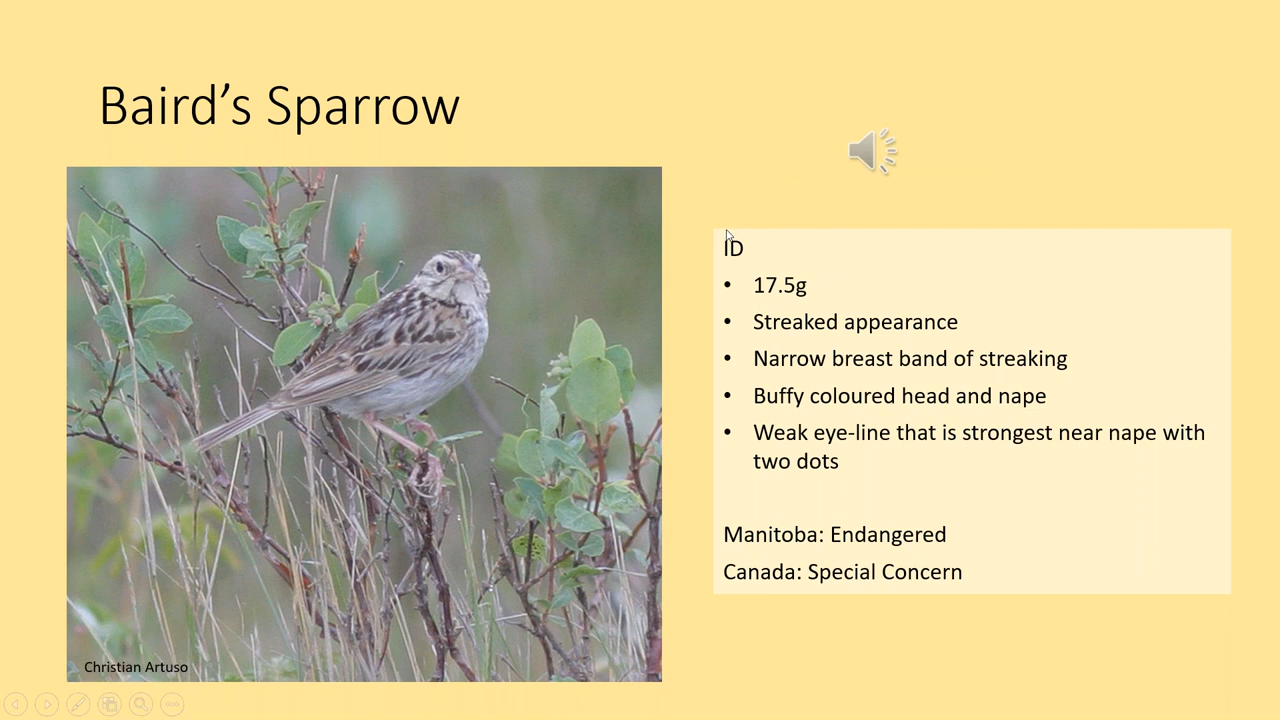 Baird’s Sparrow
ID
• 17.5g
• Streaked appearance
• Narrow breast band of streaking
• Buffy coloured head and nape
• Weak eye-line that is strongest near nape with
two dots
Manitoba: Endangered
Canada: Special Concern
Christian Artuso